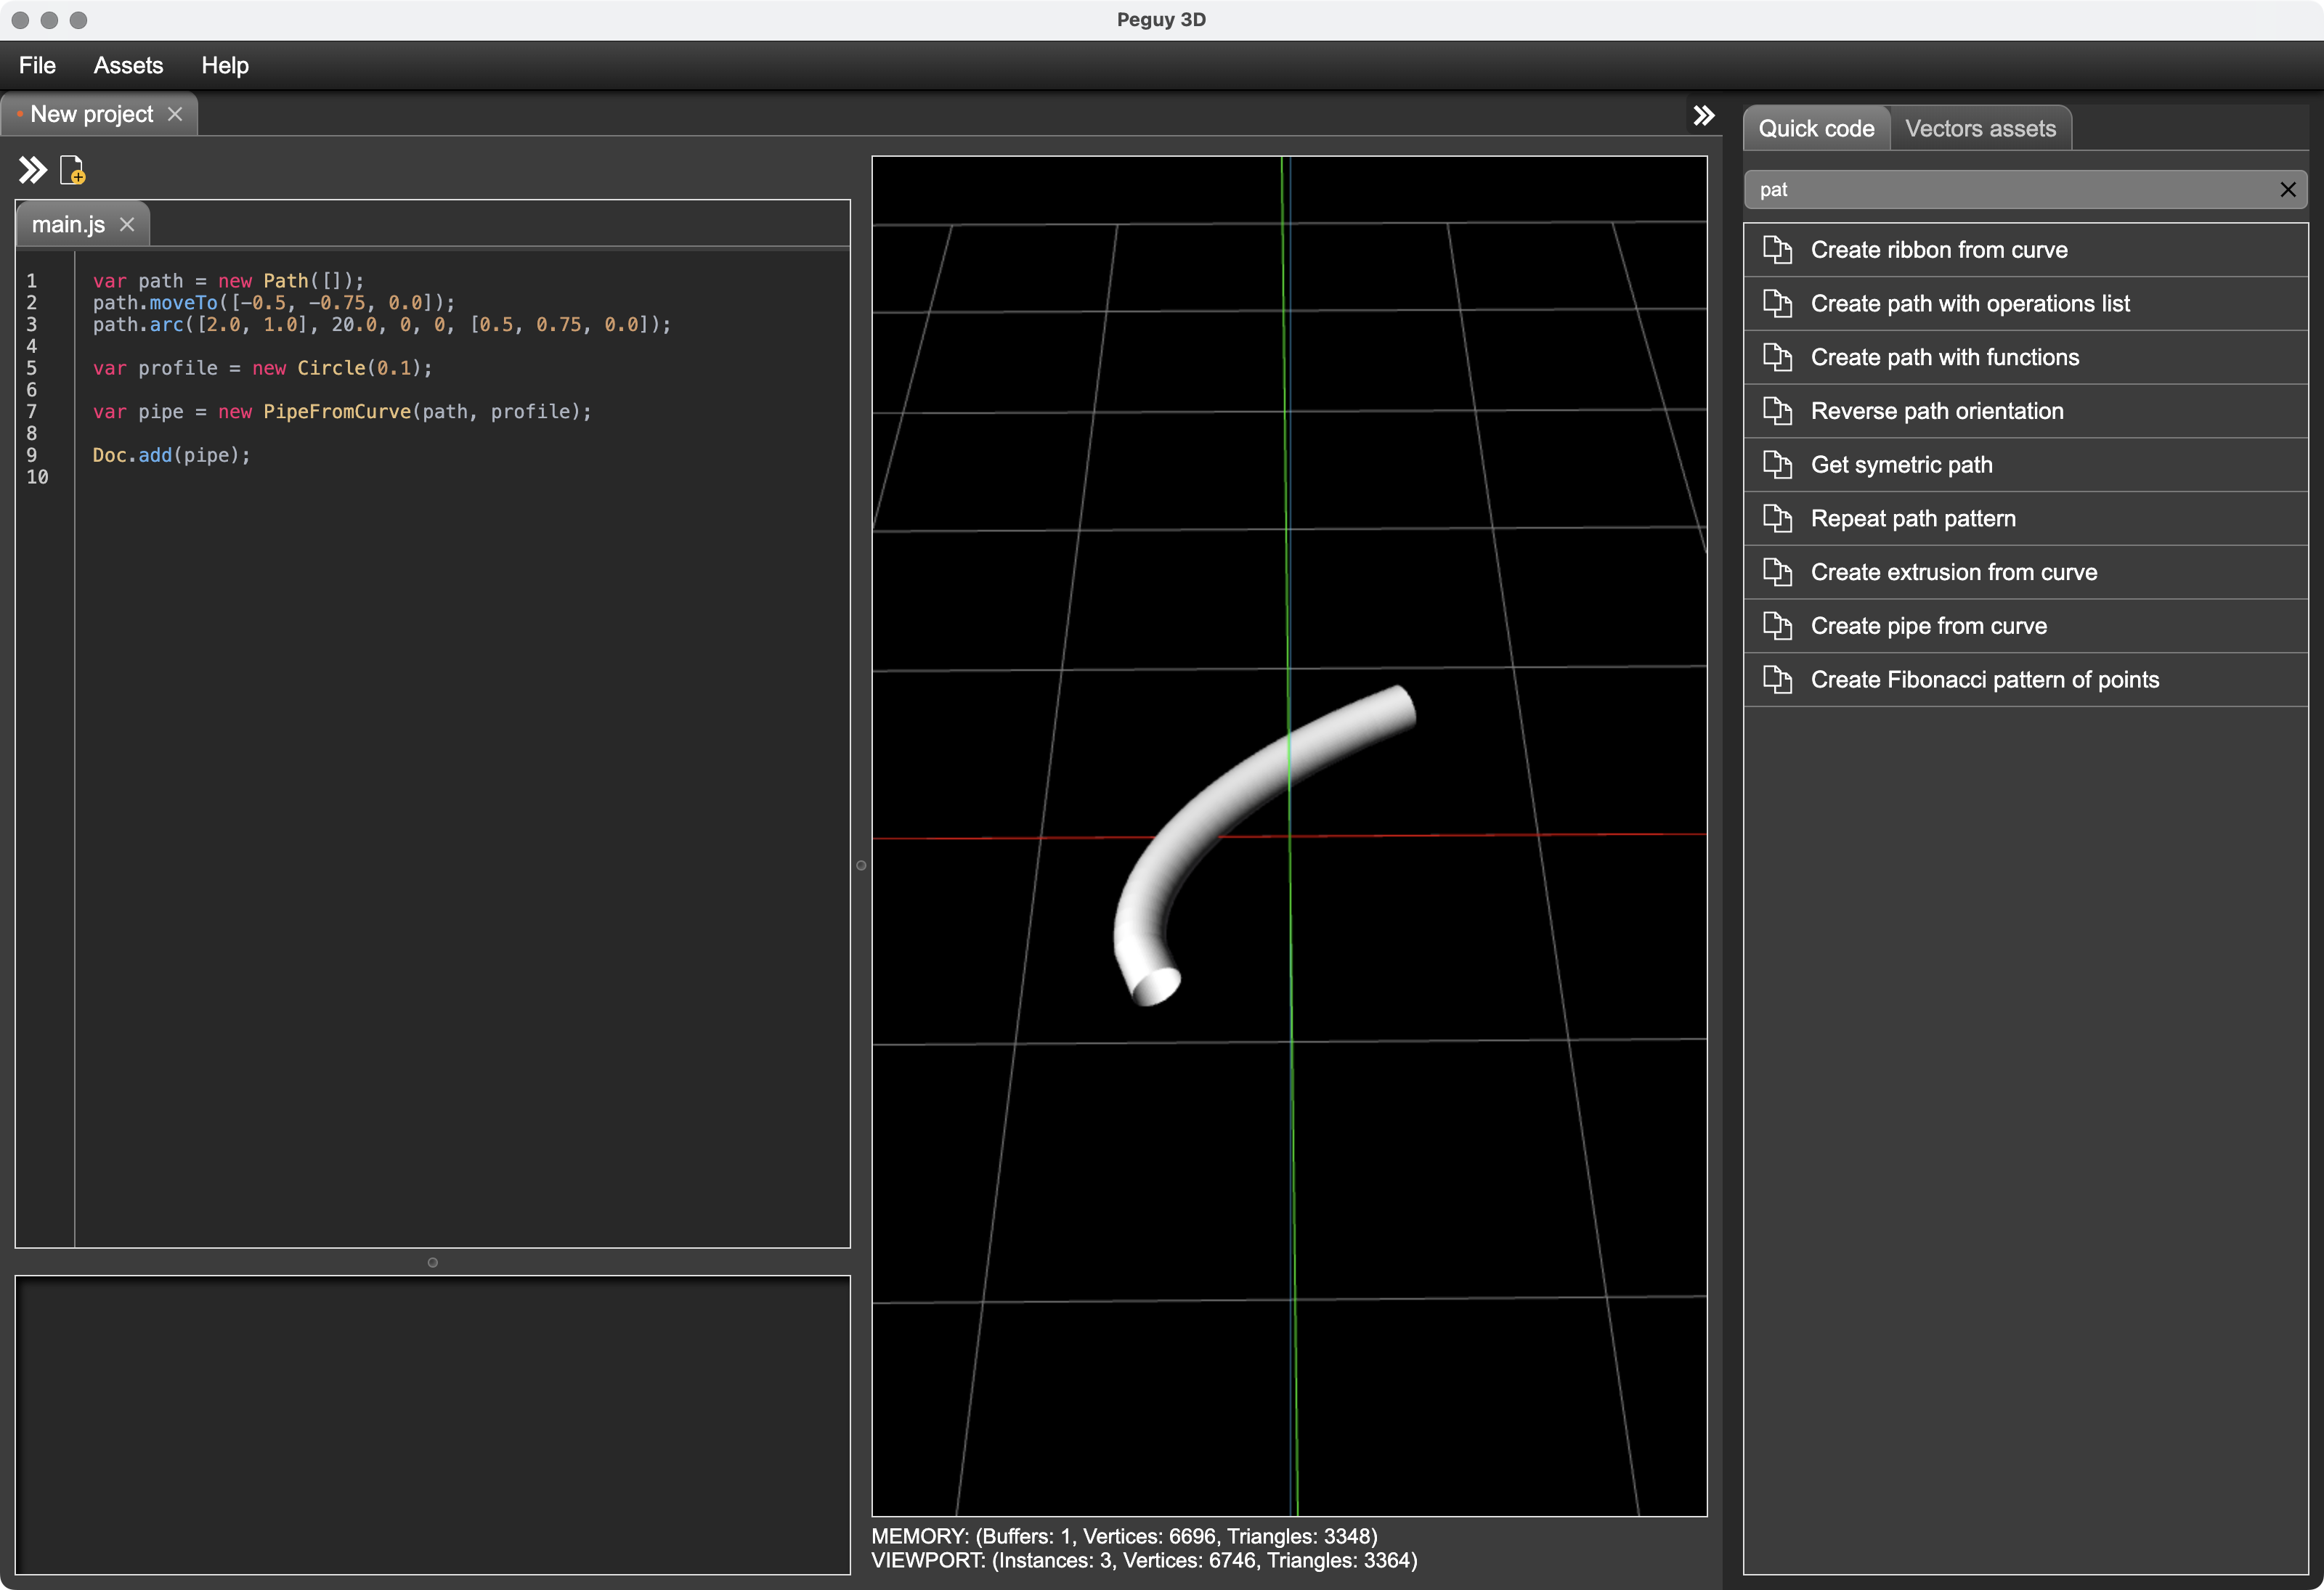 Peguy 3D
File Assets Help
• New project
Quick code Vectors assets
pat
main.js
1 var path = new Path([]);
2 path.moveTo([-0.5, -0.75, 0.0]);
3 path.arc([2.0, 1.0], 20.0, 0, 0, [0.5, 0.75, 0.0]);
4
5 var profile = new Circle(0.1);
6
7 var pipe = new PipeFromCurve(path, profile);
8
9 Doc.add(pipe);
10
MEMORY: (Buffers: 1, Vertices: 6696, Triangles: 3348)
VIEWPORT: (Instances: 3, Vertices: 6746, Triangles: 3364)
Create ribbon from curve
Create path with operations list
Create path with functions
Reverse path orientation
Get symetric path
Repeat path pattern
Create extrusion from curve
Create pipe from curve
Create Fibonacci pattern of points